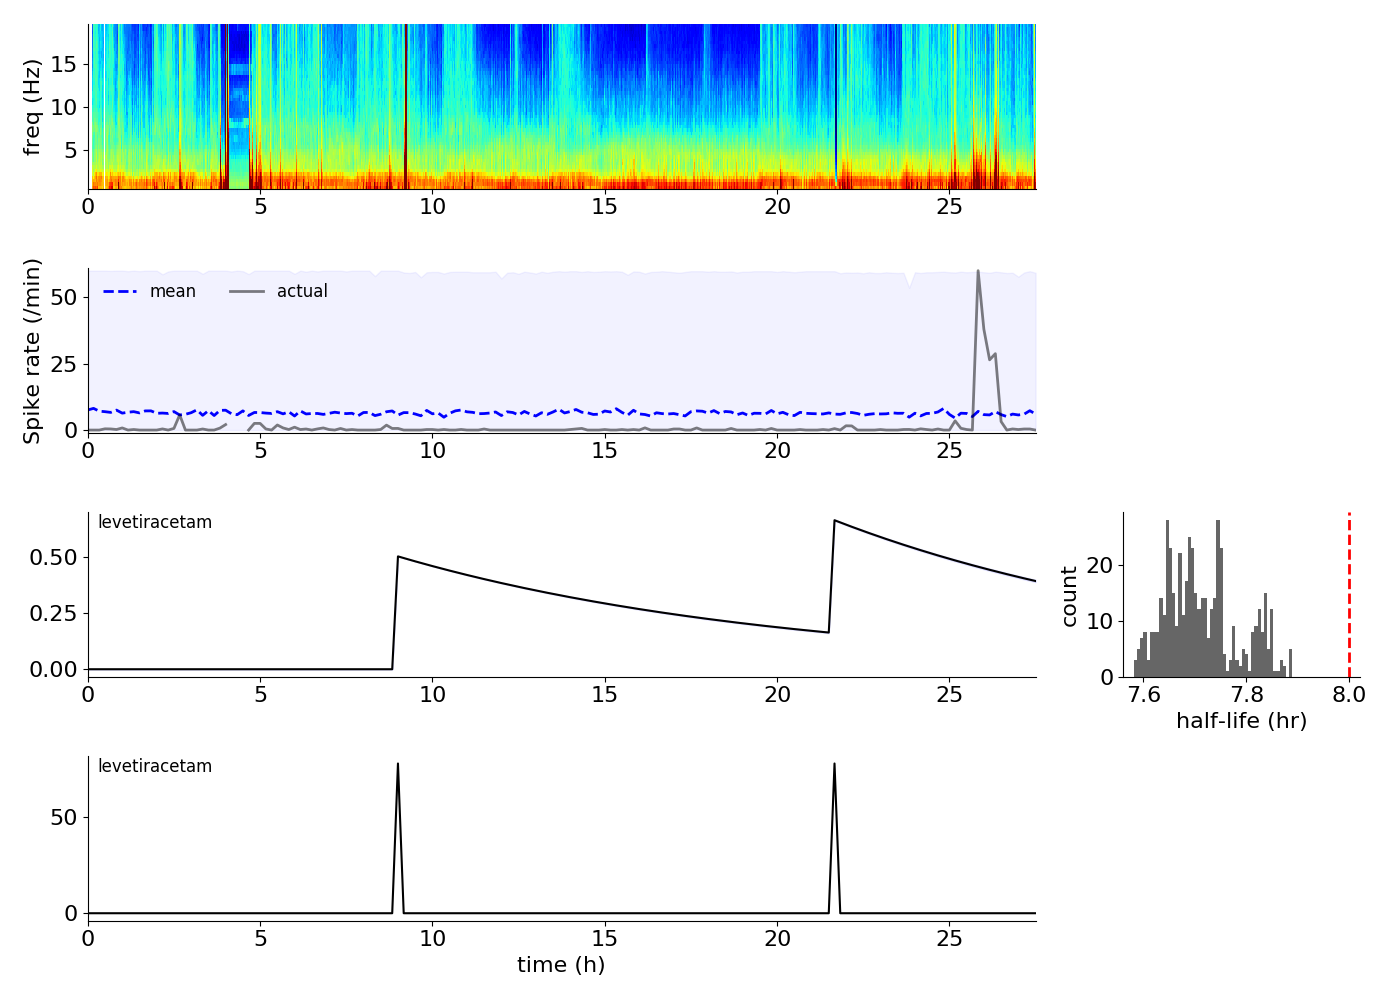 freq (Hz)
15
10
5
0 5 10 15 20 25
Spike rate (/min)
50
25
0
mean actual
0 5 10 15 20 25
levetiracetam
0.50
0.25
0.00
0 5 10 15 20 25
count
20
10
0
7.6 7.8 8.0
half-life (hr)
levetiracetam
50
0
0 5 10 15 20 25
time (h)